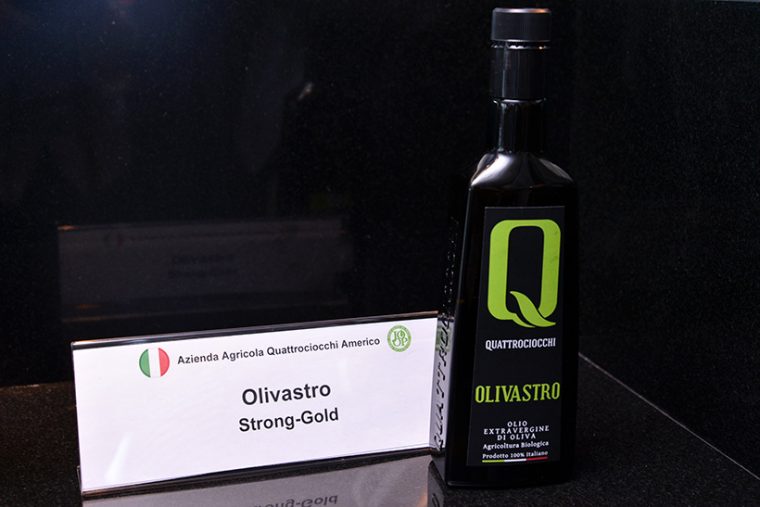 Azienda Agricola Quattrociocchi Americo
Olivastro
Strong-Gold
Q
QUATTROCIOCCHI
OLIVASTRO
OLIO
EXTRAVERGINE
DI OLIVA
Agricoltura Biologica
Prodotto 100% Italiano